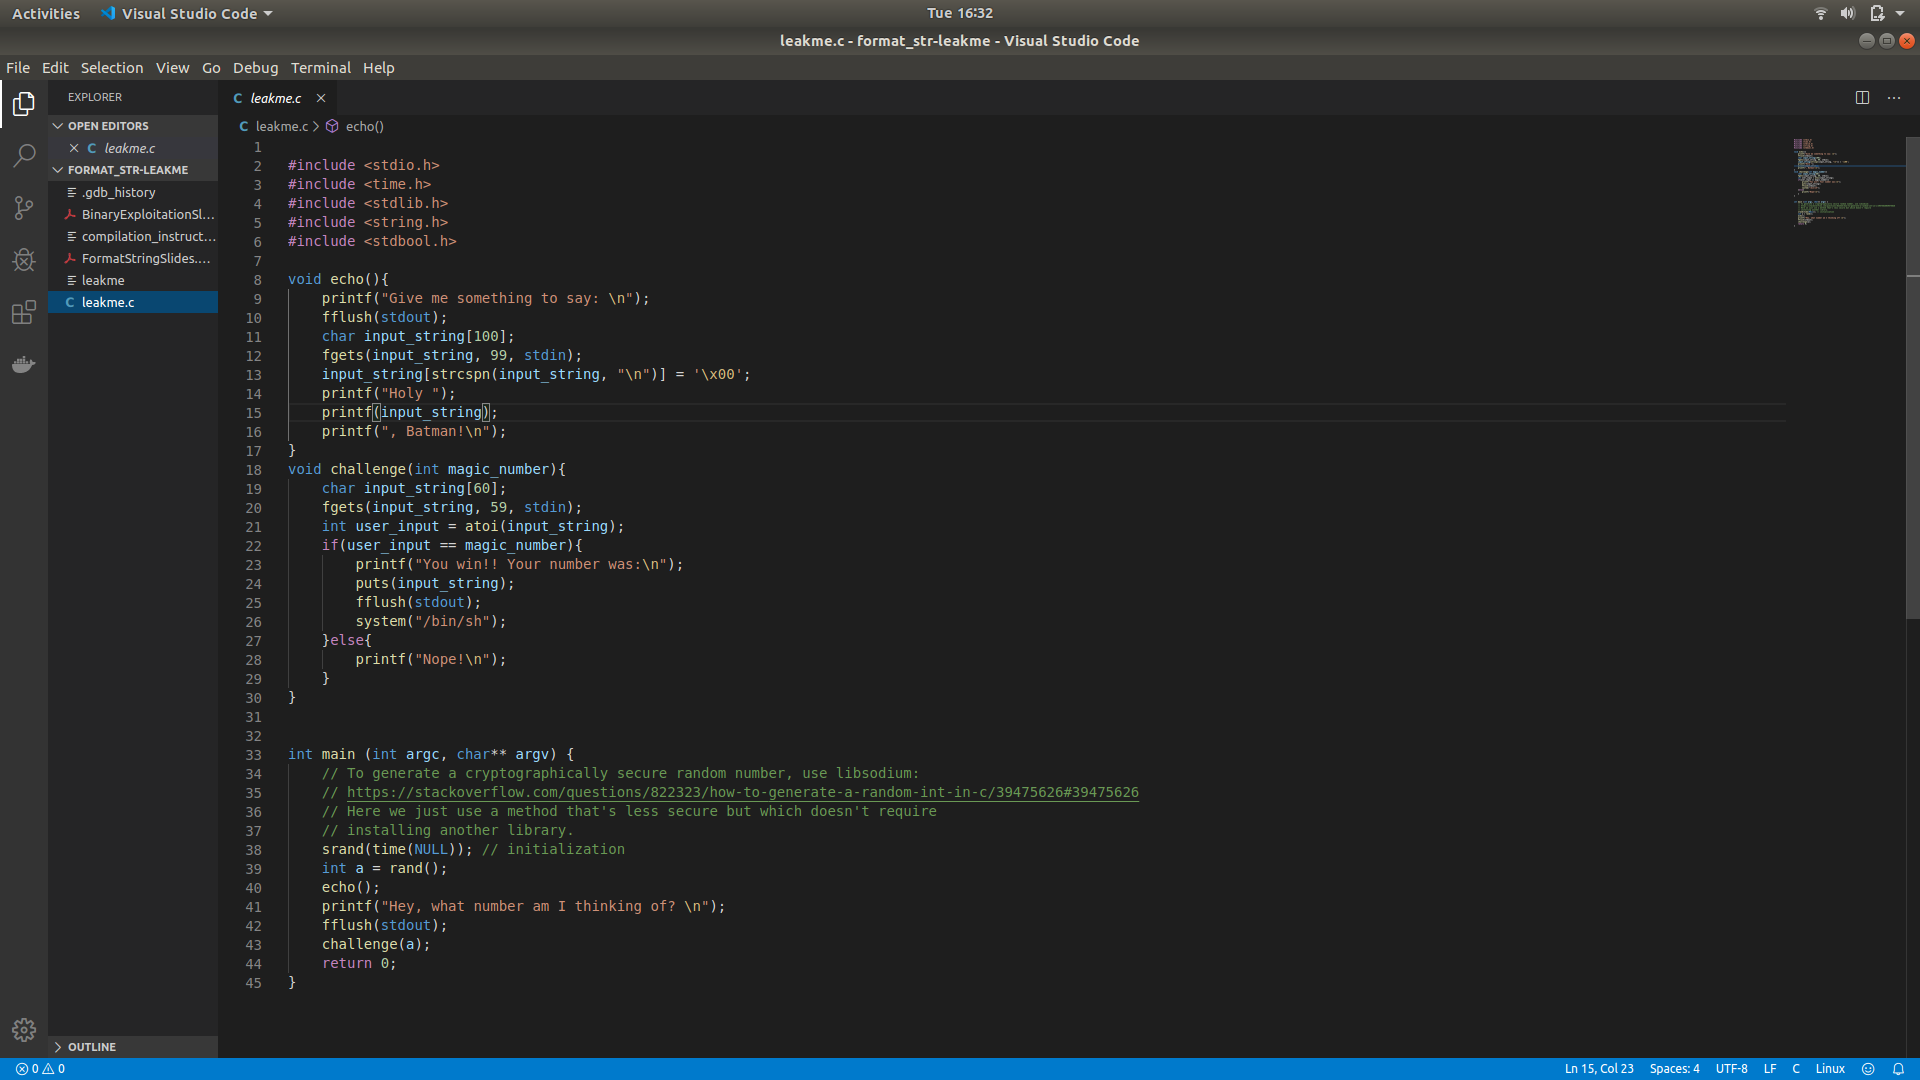 Activities Visual Studio Code Tue 16:32
leakme.c - format_str-leakme - Visual Studio Code
File Edit Selection View Go Debug Terminal Help
EXPLORER
OPEN EDITORS
C leakme.c
FORMAT_STR-LEAKME
.gdb_history
BinaryExploitationSl...
compilation_instruct...
FormatStringSlides....
leakme
C leakme.c
OUTLINE
C leakme.c
C leakme.c > echo()
1
2 #include <stdio.h>
3 #include <time.h>
4 #include <stdlib.h>
5 #include <string.h>
6 #include <stdbool.h>
7
8 void echo(){
9     printf("Give me something to say: \n");
10     fflush(stdout);
11     char input_string[100];
12     fgets(input_string, 99, stdin);
13     input_string[strcspn(input_string, "\n")] = '\x00';
14     printf("Holy ");
15     printf(input_string);
16     printf(", Batman!\n");
17 }
18 void challenge(int magic_number){
19     char input_string[60];
20     fgets(input_string, 59, stdin);
21     int user_input = atoi(input_string);
22     if(user_input == magic_number){
23         printf("You win!! Your number was:\n");
24         puts(input_string);
25         fflush(stdout);
26         system("/bin/sh");
27     }else{
28         printf("Nope!\n");
29     }
30 }
31
32
33 int main (int argc, char** argv) {
34     // To generate a cryptographically secure random number, use libsodium:
35     // https://stackoverflow.com/questions/822323/how-to-generate-a-random-int-in-c/39475626#39475626
36     // Here we just use a method that's less secure but which doesn't require
37     // installing another library.
38     srand(time(NULL)); // initialization
39     int a = rand();
40     echo();
41     printf("Hey, what number am I thinking of? \n");
42     fflush(stdout);
43     challenge(a);
44     return 0;
45 }
0 0 Ln 15, Col 23 Spaces: 4 UTF-8 LF C Linux